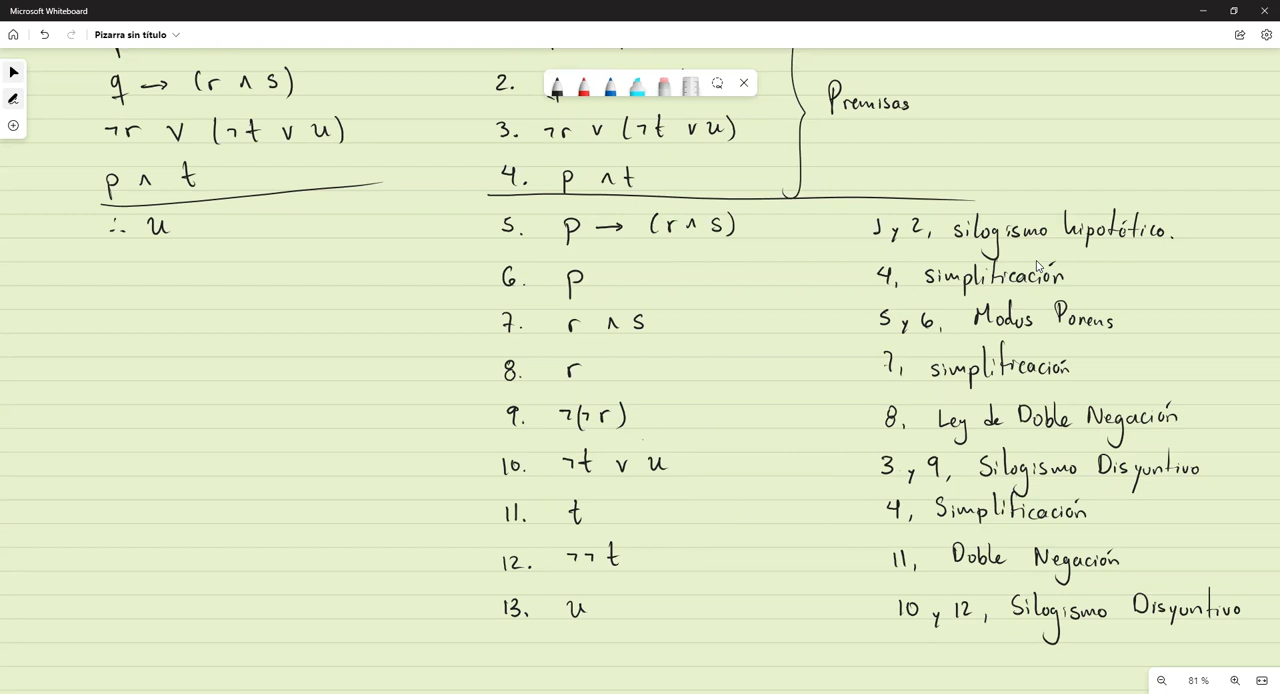 Microsoft Whiteboard
Pizarra sin título
q → (r ∧ s)
¬r ∨ (¬t ∨ u)
p ∧ t
∴ u
2.
3. ¬r ∨ (¬t ∨ u)
4. p ∧ t
Premisas
5. p → (r ∧ s) 1 y 2, silogismo hipotético.
6. p 4, simplificación
7. r ∧ s 5 y 6, Modus Ponens
8. r 7, simplificación
9. ¬(¬r) 8, Ley de Doble Negación
10. ¬t ∨ u 3 y 9, Silogismo Disyuntivo
11. t 4, Simplificación
12. ¬¬t 11, Doble Negación
13. u 10 y 12, Silogismo Disyuntivo
81 %